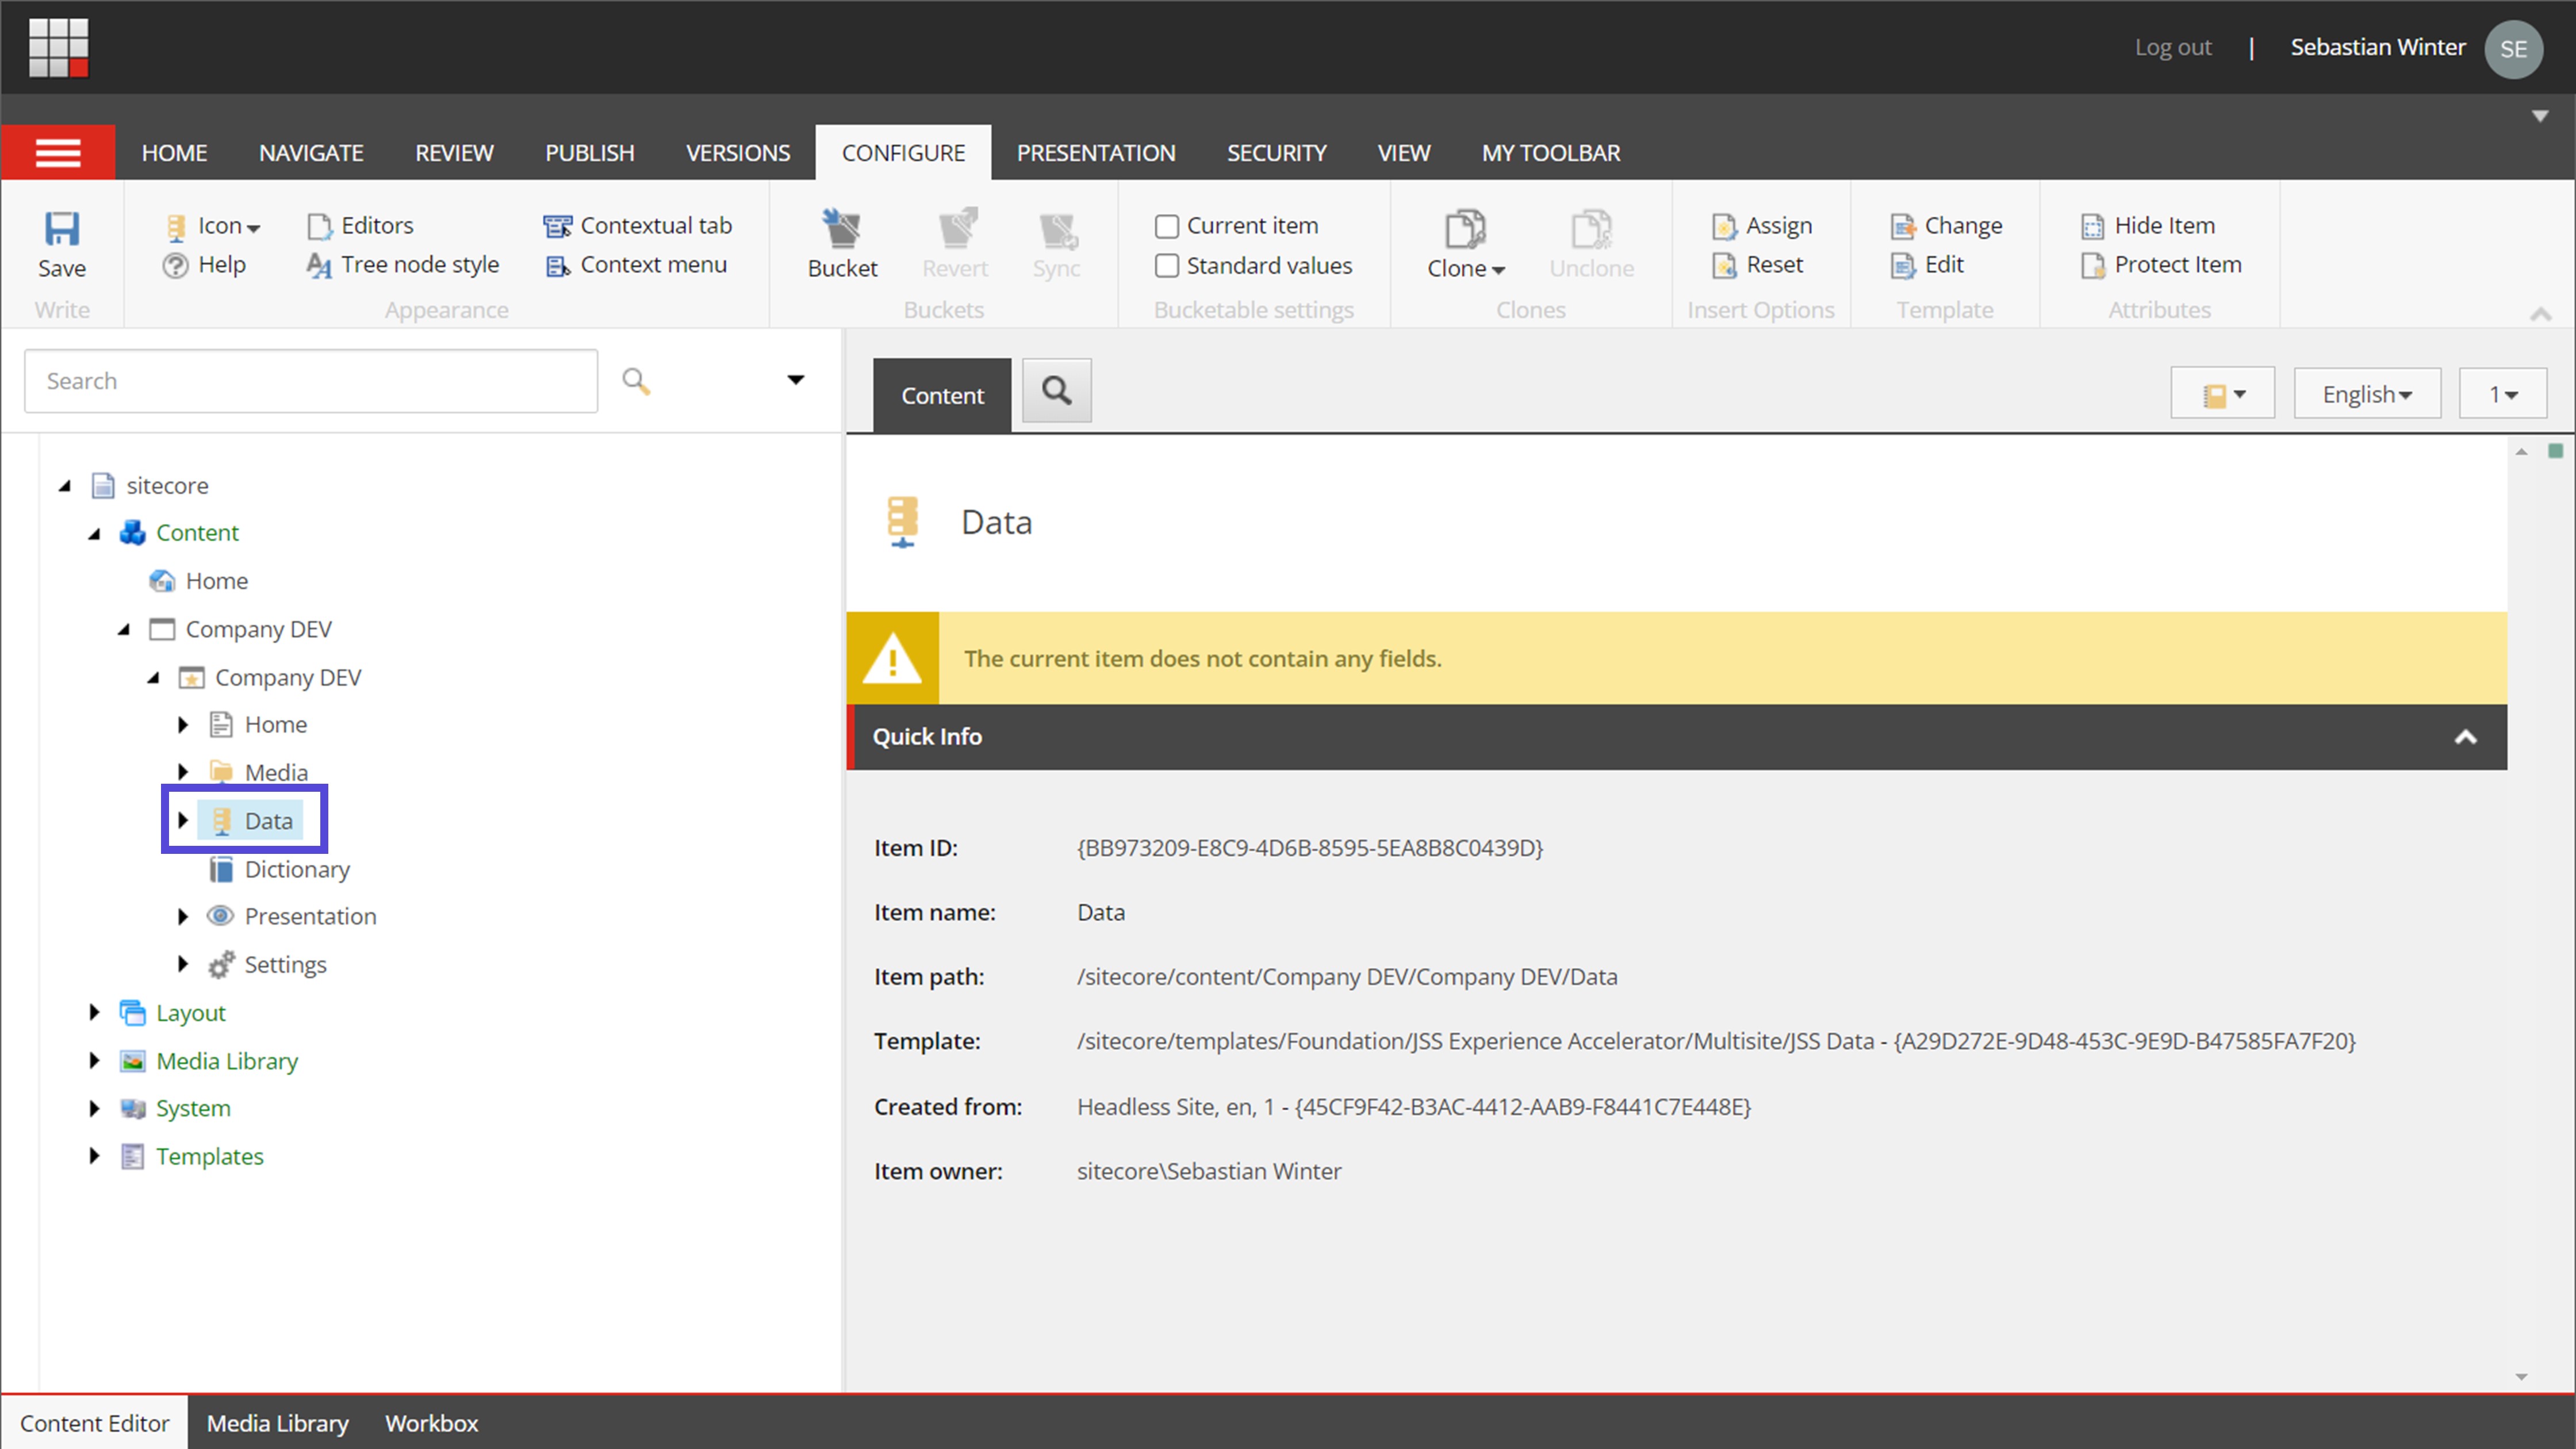 Log out | Sebastian Winter SE
HOME NAVIGATE REVIEW PUBLISH VERSIONS CONFIGURE PRESENTATION SECURITY VIEW MY TOOLBAR
Save
Write
Icon Editors Contextual tab
Help Tree node style Context menu
Appearance
Bucket Revert Sync
Buckets
Current item
Standard values
Bucketable settings
Clone Unclone
Clones
Assign
Reset
Insert Options
Change
Edit
Template
Hide Item
Protect Item
Attributes
Search
sitecore
Content
Home
Company DEV
Company DEV
Home
Media
Data
Dictionary
Presentation
Settings
Layout
Media Library
System
Templates
Content
English 1
Data
The current item does not contain any fields.
Quick Info
Item ID: {BB973209-E8C9-4D6B-8595-5EA8B8C0439D}
Item name: Data
Item path: /sitecore/content/Company DEV/Company DEV/Data
Template: /sitecore/templates/Foundation/JSS Experience Accelerator/Multisite/JSS Data - {A29D272E-9D48-453C-9E9D-B47585FA7F20}
Created from: Headless Site, en, 1 - {45CF9F42-B3AC-4412-AAB9-F8441C7E448E}
Item owner: sitecore\Sebastian Winter
Content Editor Media Library Workbox